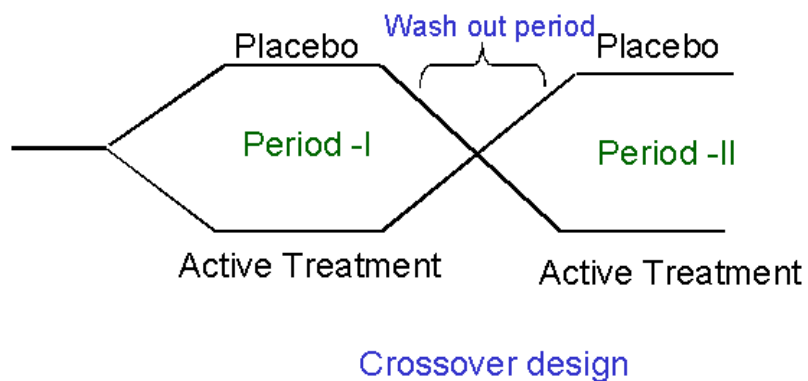 Wash out period
Placebo
Placebo
Period -I
Period -II
Active Treatment
Active Treatment
Crossover design